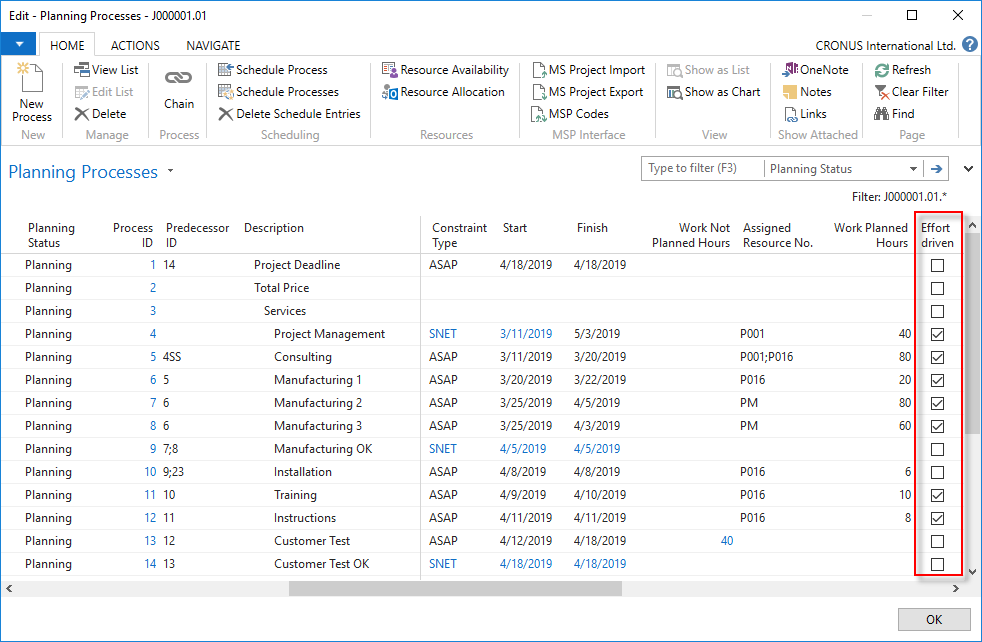 Edit - Planning Processes - J000001.01
HOME ACTIONS NAVIGATE CRONUS International Ltd. ?
New Process
New
View List
Edit List
Delete
Manage
Chain
Process
Schedule Process
Schedule Processes
Delete Schedule Entries
Scheduling
Resource Availability
Resource Allocation
Resources
MS Project Import
MS Project Export
MSP Codes
MSP Interface
Show as List
Show as Chart
View
OneNote
Notes
Links
Show Attached
Refresh
Clear Filter
Find
Page
Planning Processes
Type to filter (F3) Planning Status
Filter: J000001.01.*
Planning Status Process ID Predecessor ID Description Constraint Type Start Finish Work Not Planned Hours Assigned Resource No. Work Planned Hours Effort driven
Planning 1 14 Project Deadline ASAP 4/18/2019 4/18/2019
Planning 2 Total Price
Planning 3 Services
Planning 4 Project Management SNET 3/11/2019 5/3/2019 P001 40
Planning 5 4SS Consulting ASAP 3/11/2019 3/20/2019 P001;P016 80
Planning 6 5 Manufacturing 1 ASAP 3/20/2019 3/22/2019 P016 20
Planning 7 6 Manufacturing 2 ASAP 3/25/2019 4/5/2019 PM 80
Planning 8 6 Manufacturing 3 ASAP 3/25/2019 4/3/2019 PM 60
Planning 9 7;8 Manufacturing OK SNET 4/5/2019 4/5/2019
Planning 10 9;23 Installation ASAP 4/8/2019 4/8/2019 P016 6
Planning 11 10 Training ASAP 4/9/2019 4/10/2019 P016 10
Planning 12 11 Instructions ASAP 4/11/2019 4/11/2019 P016 8
Planning 13 12 Customer Test ASAP 4/12/2019 4/18/2019 40
Planning 14 13 Customer Test OK SNET 4/18/2019 4/18/2019
OK